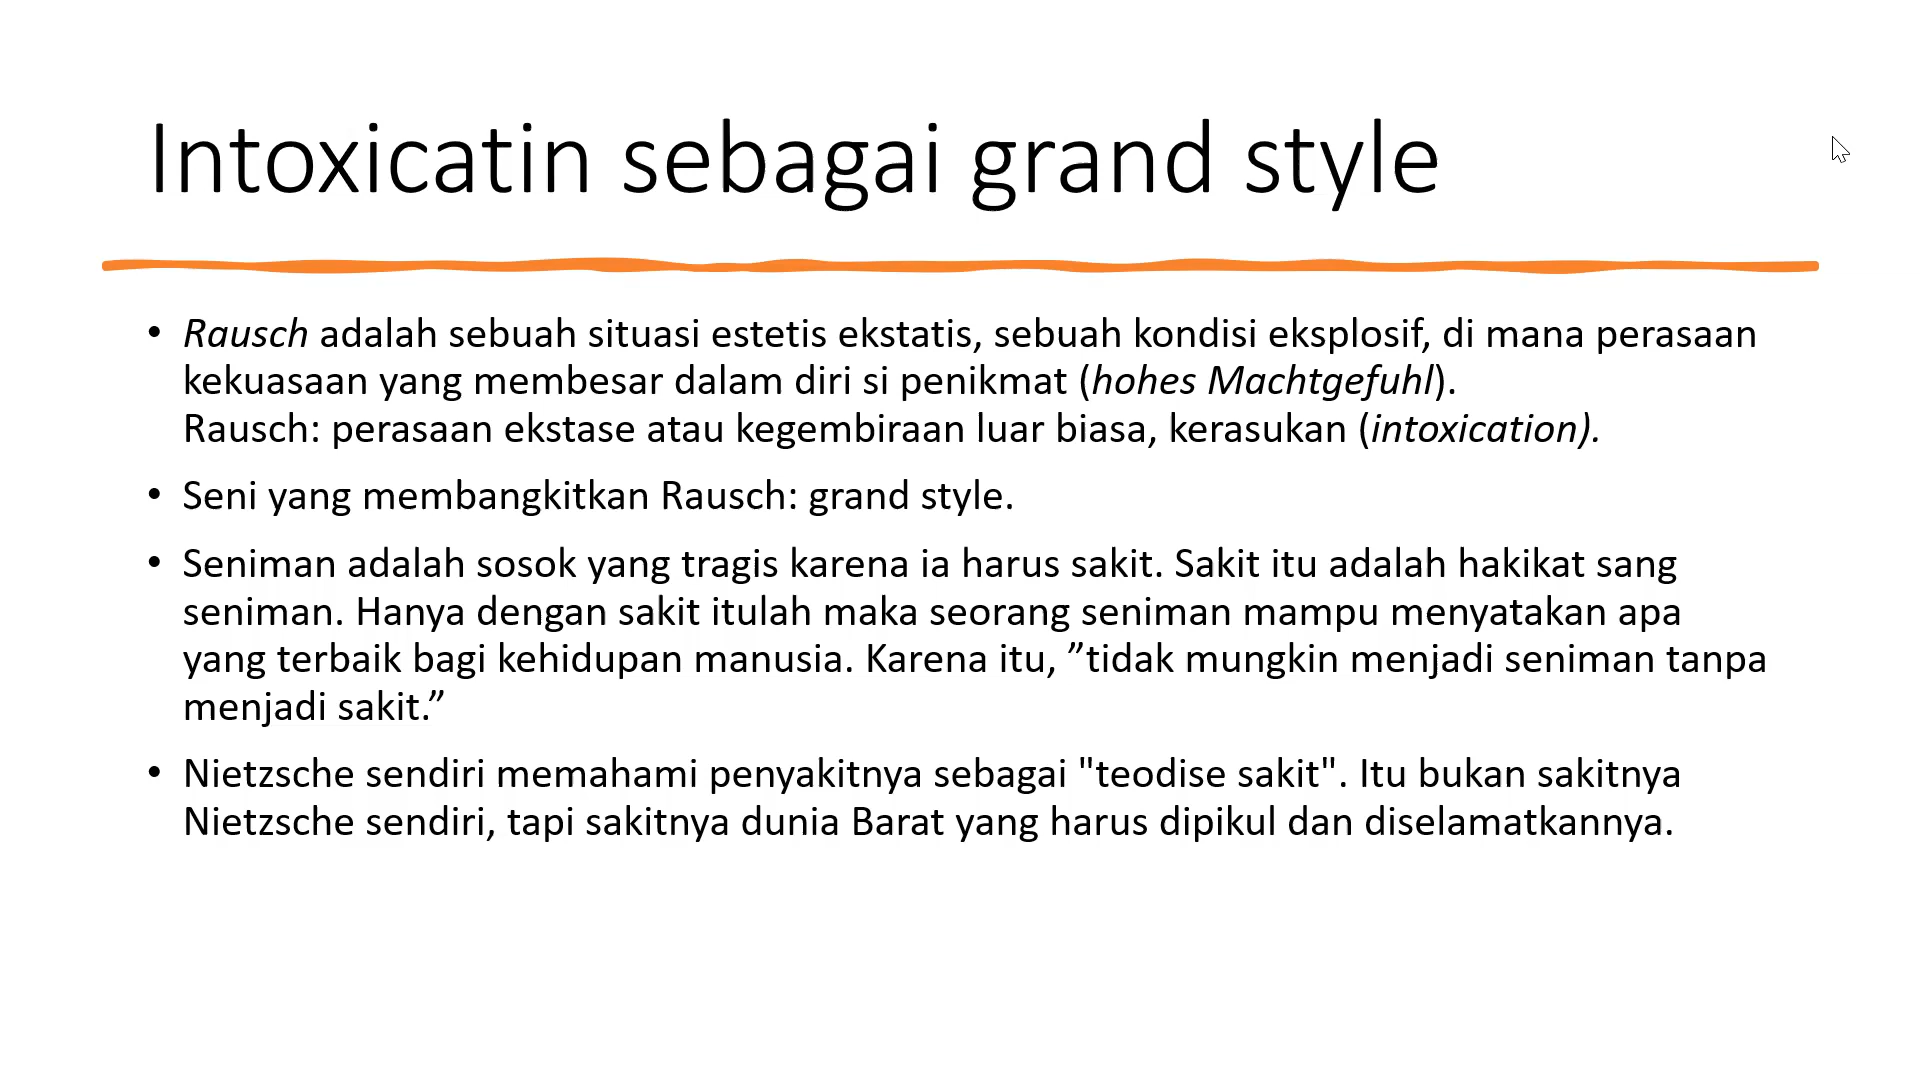 Intoxicatin sebagai grand style
• Rausch adalah sebuah situasi estetis ekstatis, sebuah kondisi eksplosif, di mana perasaan
kekuasaan yang membesar dalam diri si penikmat (hohes Machtgefuhl).
Rausch: perasaan ekstase atau kegembiraan luar biasa, kerasukan (intoxication).
• Seni yang membangkitkan Rausch: grand style.
• Seniman adalah sosok yang tragis karena ia harus sakit. Sakit itu adalah hakikat sang
seniman. Hanya dengan sakit itulah maka seorang seniman mampu menyatakan apa
yang terbaik bagi kehidupan manusia. Karena itu, ”tidak mungkin menjadi seniman tanpa
menjadi sakit.”
• Nietzsche sendiri memahami penyakitnya sebagai "teodise sakit". Itu bukan sakitnya
Nietzsche sendiri, tapi sakitnya dunia Barat yang harus dipikul dan diselamatkannya.